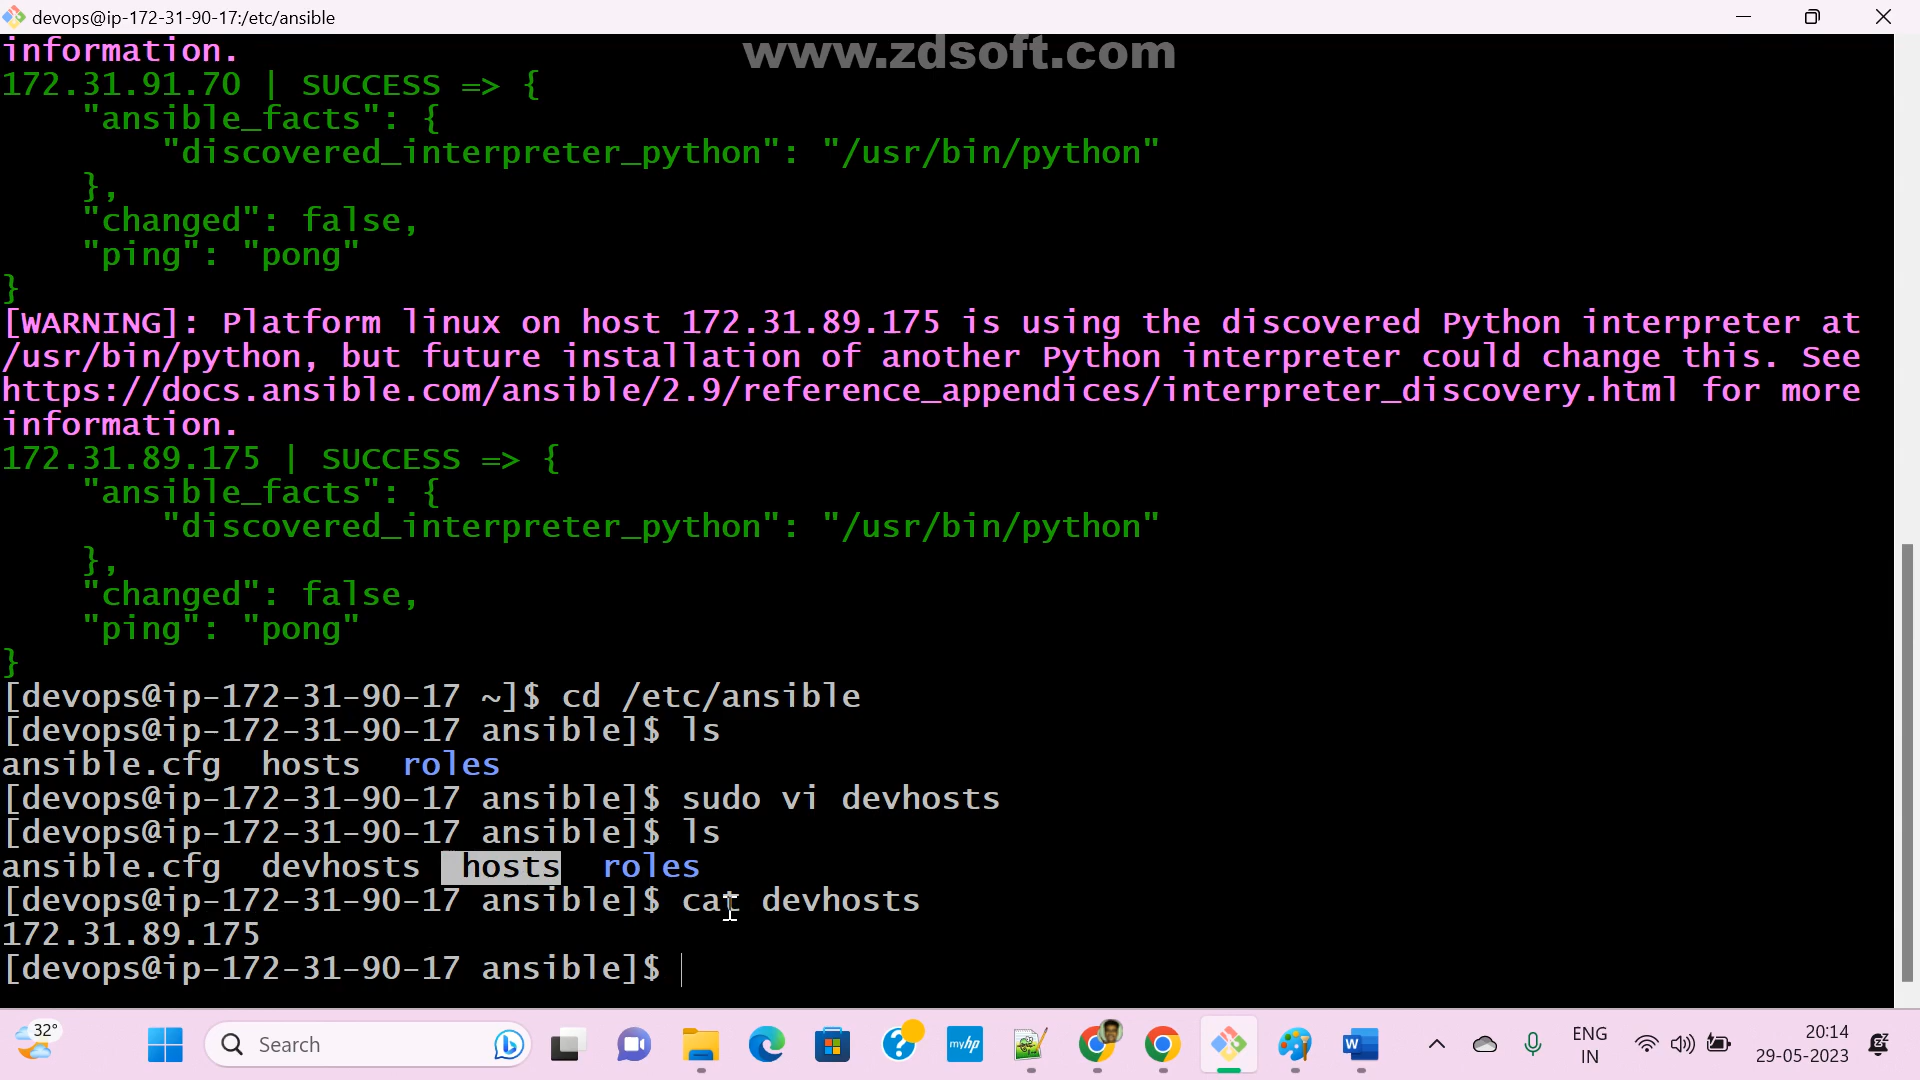 devops@ip-172-31-90-17:/etc/ansible
www.zdsoft.com
information.
172.31.91.70 | SUCCESS => {
    "ansible_facts": {
        "discovered_interpreter_python": "/usr/bin/python"
    },
    "changed": false,
    "ping": "pong"
}
[WARNING]: Platform linux on host 172.31.89.175 is using the discovered Python interpreter at
/usr/bin/python, but future installation of another Python interpreter could change this. See
https://docs.ansible.com/ansible/2.9/reference_appendices/interpreter_discovery.html for more
information.
172.31.89.175 | SUCCESS => {
    "ansible_facts": {
        "discovered_interpreter_python": "/usr/bin/python"
    },
    "changed": false,
    "ping": "pong"
}
[devops@ip-172-31-90-17 ~]$ cd /etc/ansible
[devops@ip-172-31-90-17 ansible]$ ls
ansible.cfg  hosts  roles
[devops@ip-172-31-90-17 ansible]$ sudo vi devhosts
[devops@ip-172-31-90-17 ansible]$ ls
ansible.cfg  devhosts  hosts  roles
[devops@ip-172-31-90-17 ansible]$ cat devhosts
172.31.89.175
[devops@ip-172-31-90-17 ansible]$
32°
Search
myhp
ENG
IN
20:14
29-05-2023